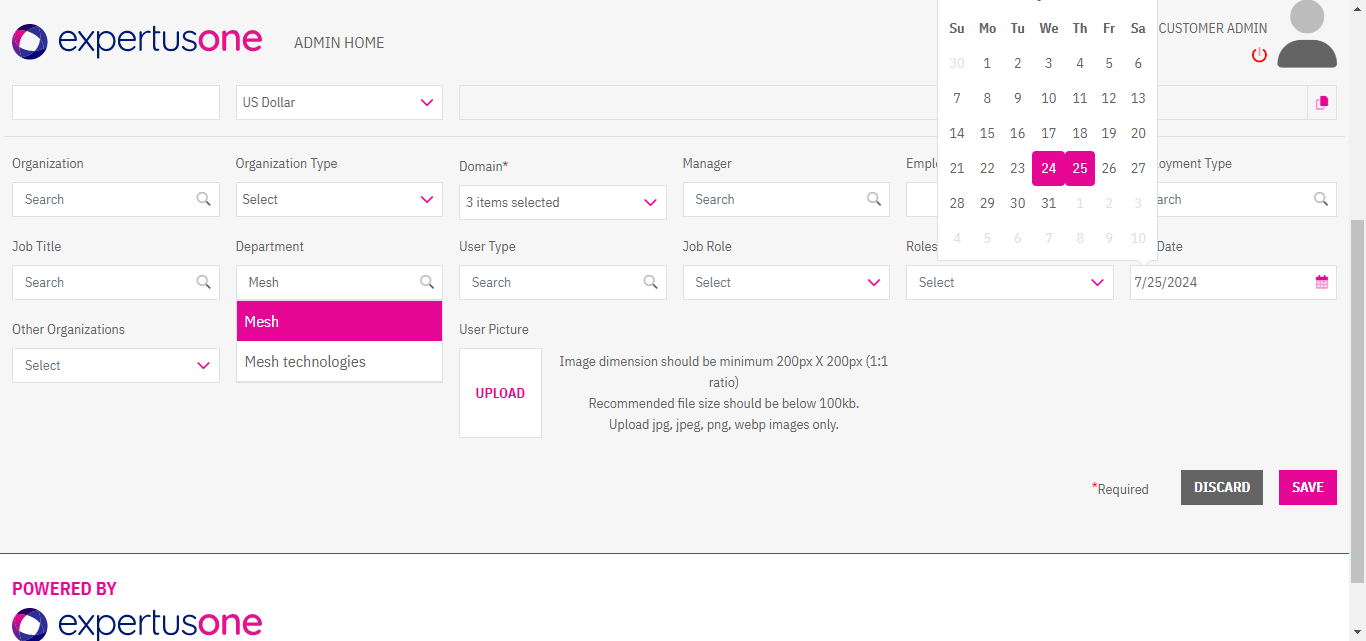 expertusone
ADMIN HOME
CUSTOMER ADMIN
Su Mo Tu We Th Fr Sa
30 1 2 3 4 5 6
7 8 9 10 11 12 13
14 15 16 17 18 19 20
21 22 23 24 25 26 27
28 29 30 31 1 2 3
4 5 6 7 8 9 10
US Dollar
Organization
Organization Type
Domain*
Manager
Emplo
loyment Type
Search
Select
3 items selected
Search
arch
Job Title
Department
User Type
Job Role
Roles
Date
Search
Mesh
Search
Select
Select
7/25/2024
Mesh
Mesh technologies
Other Organizations
Select
User Picture
UPLOAD
Image dimension should be minimum 200px X 200px (1:1
ratio)
Recommended file size should be below 100kb.
Upload jpg, jpeg, png, webp images only.
*Required
DISCARD
SAVE
POWERED BY
expertusone